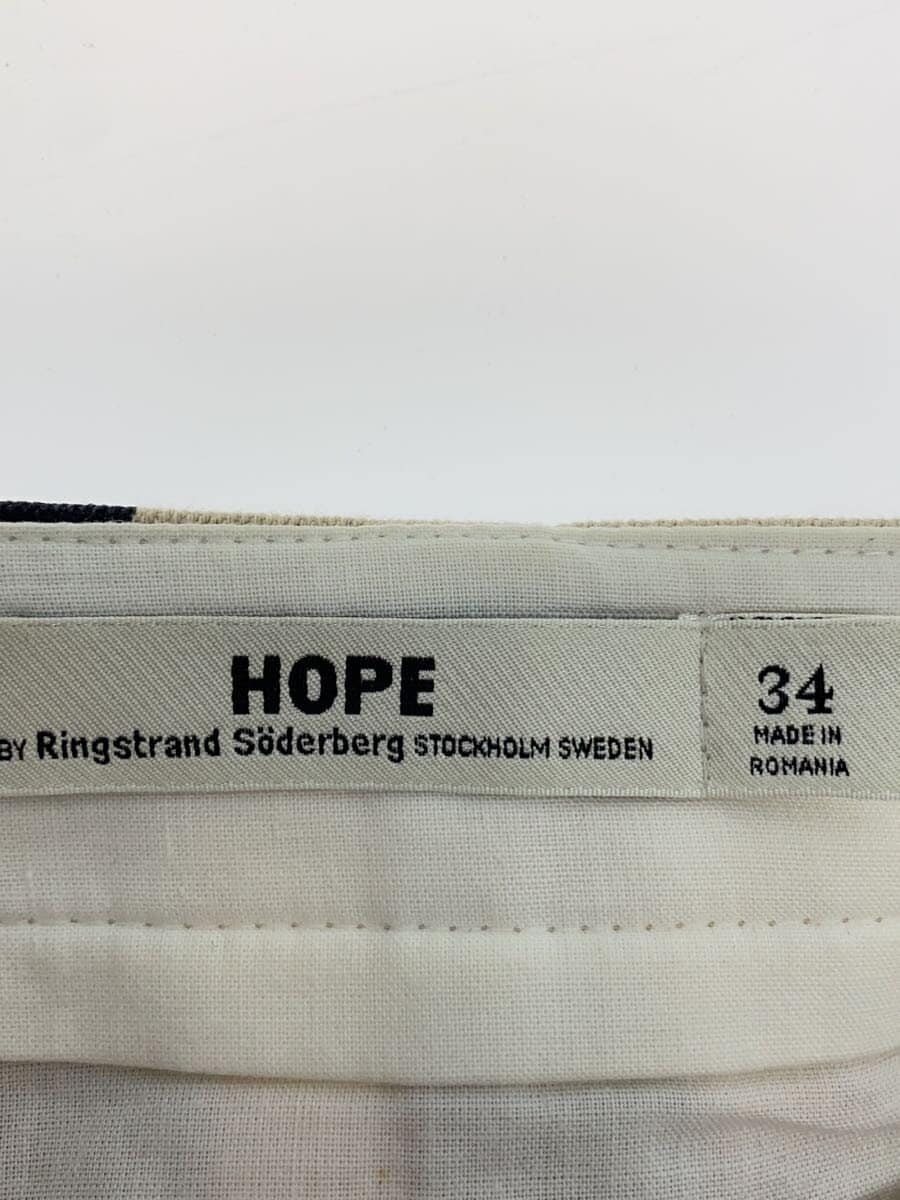 HOPE
BY Ringstrand Söderberg STOCKHOLM SWEDEN
34
MADE IN
ROMANIA